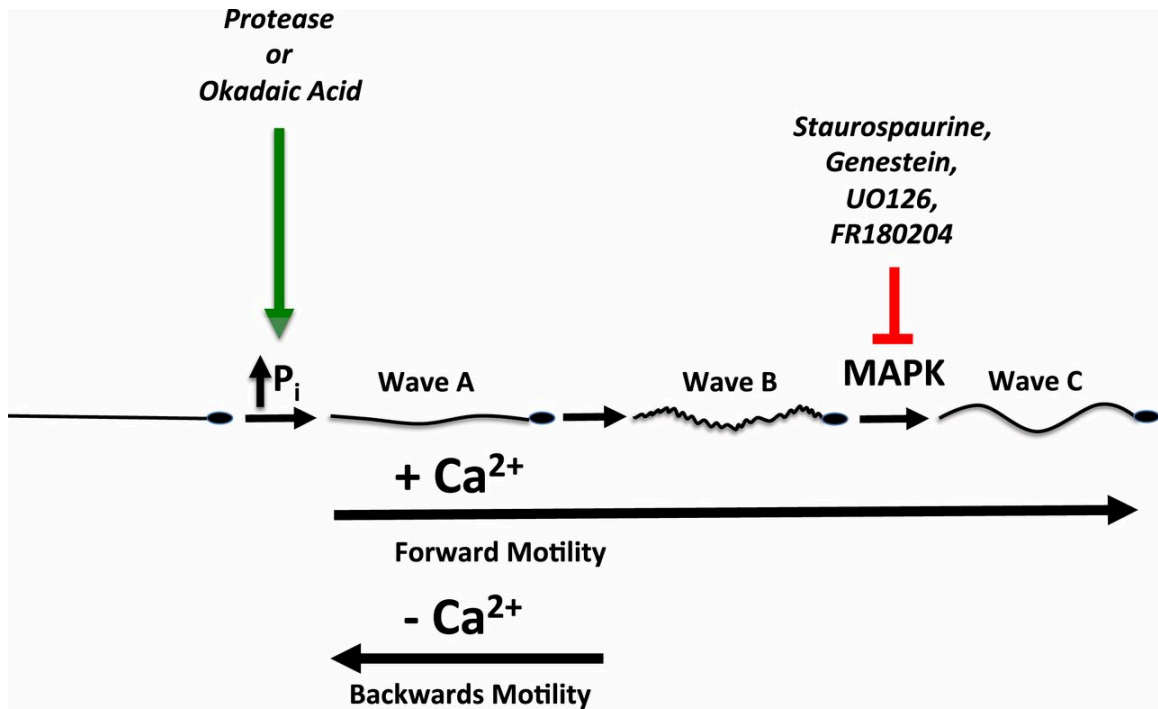 Protease
or
Okadaic Acid
Staurospaurine,
Genestein,
UO126,
FR180204
Pi
Wave A
Wave B
MAPK
Wave C
+ Ca2+
Forward Motility
- Ca2+
Backwards Motility